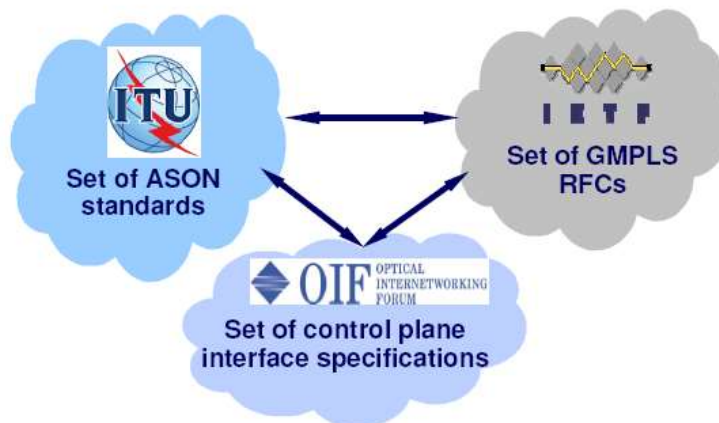 ITU
Set of ASON
standards
IETF
Set of GMPLS
RFCs
OIF
OPTICAL
INTERNETWORKING
FORUM
Set of control plane
interface specifications